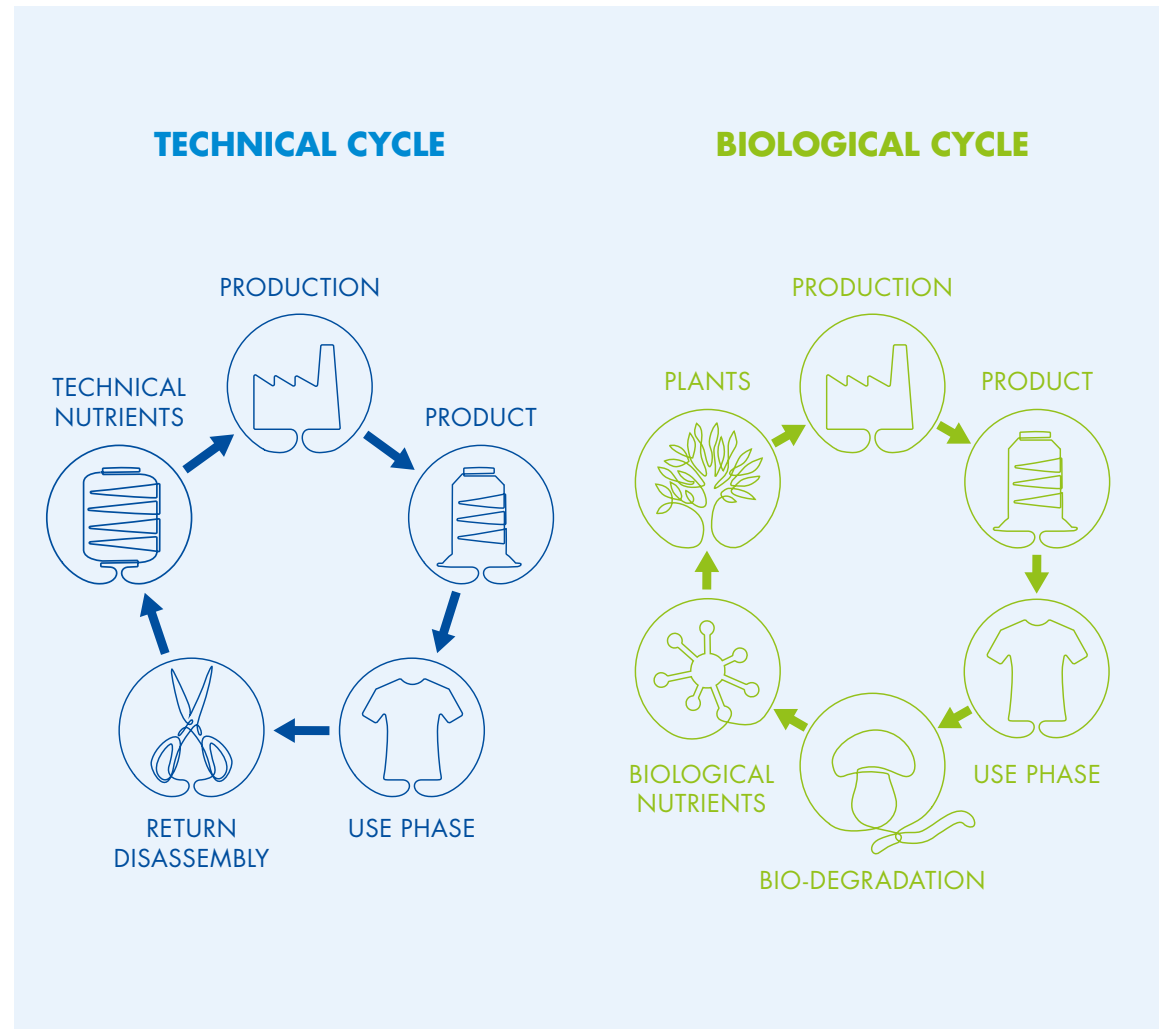 TECHNICAL CYCLE
PRODUCTION
TECHNICAL
NUTRIENTS
PRODUCT
RETURN
DISASSEMBLY
USE PHASE
BIOLOGICAL CYCLE
PRODUCTION
PLANTS
PRODUCT
BIOLOGICAL
NUTRIENTS
USE PHASE
BIO-DEGRADATION